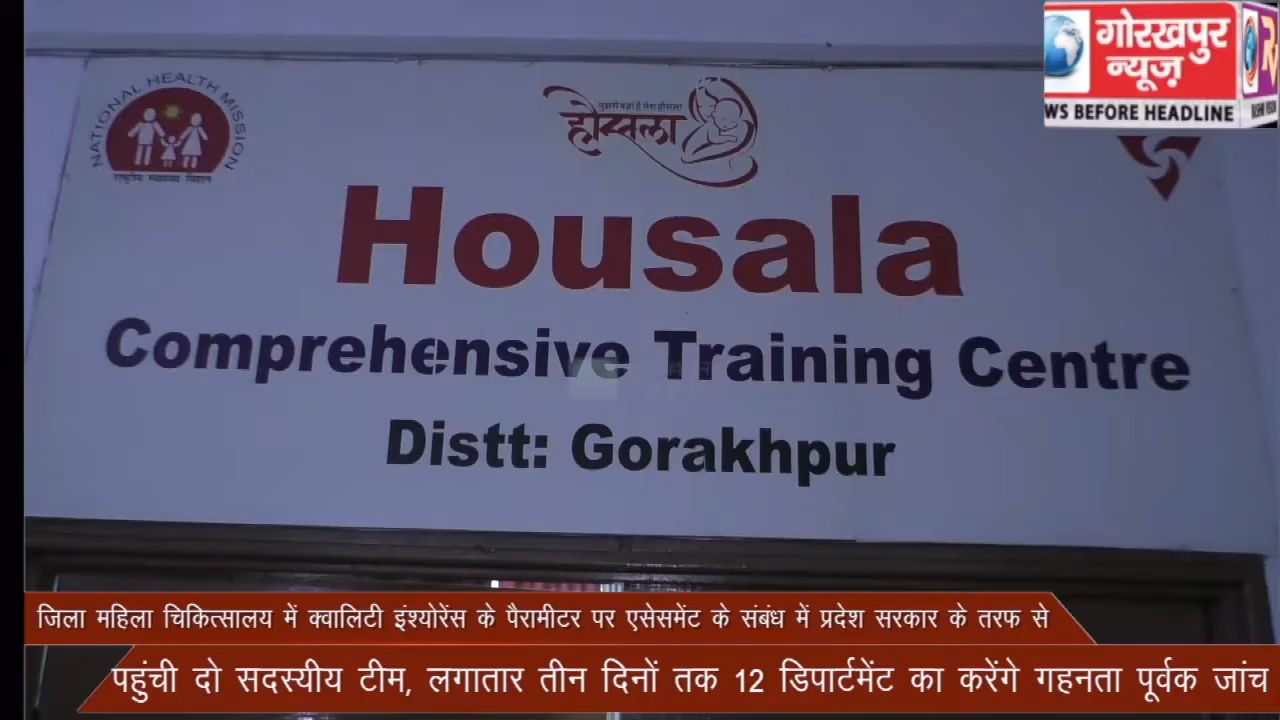 गोरखपुर
न्यूज़
WS BEFORE HEADLINE
NATIONAL HEALTH MISSION
राष्ट्रीय स्वास्थ्य मिशन
होसला
Housala
Comprehensive Training Centre
Distt: Gorakhpur
जिला महिला चिकित्सालय में क्वालिटी इंश्योरेंस के पैरामीटर पर एसेसमेंट के संबंध में प्रदेश सरकार के तरफ से
पहुंची दो सदस्यीय टीम, लगातार तीन दिनों तक 12 डिपार्टमेंट का करेंगे गहनता पूर्वक जांच